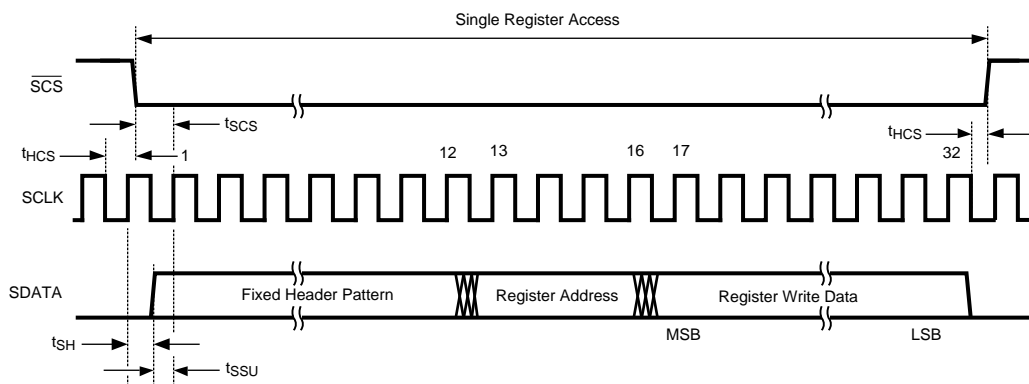 Single Register Access
SCS
tSCS
tHCS
tHCS
1
12
13
16
17
32
SCLK
SDATA
Fixed Header Pattern
Register Address
Register Write Data
MSB
LSB
tSH
tSSU